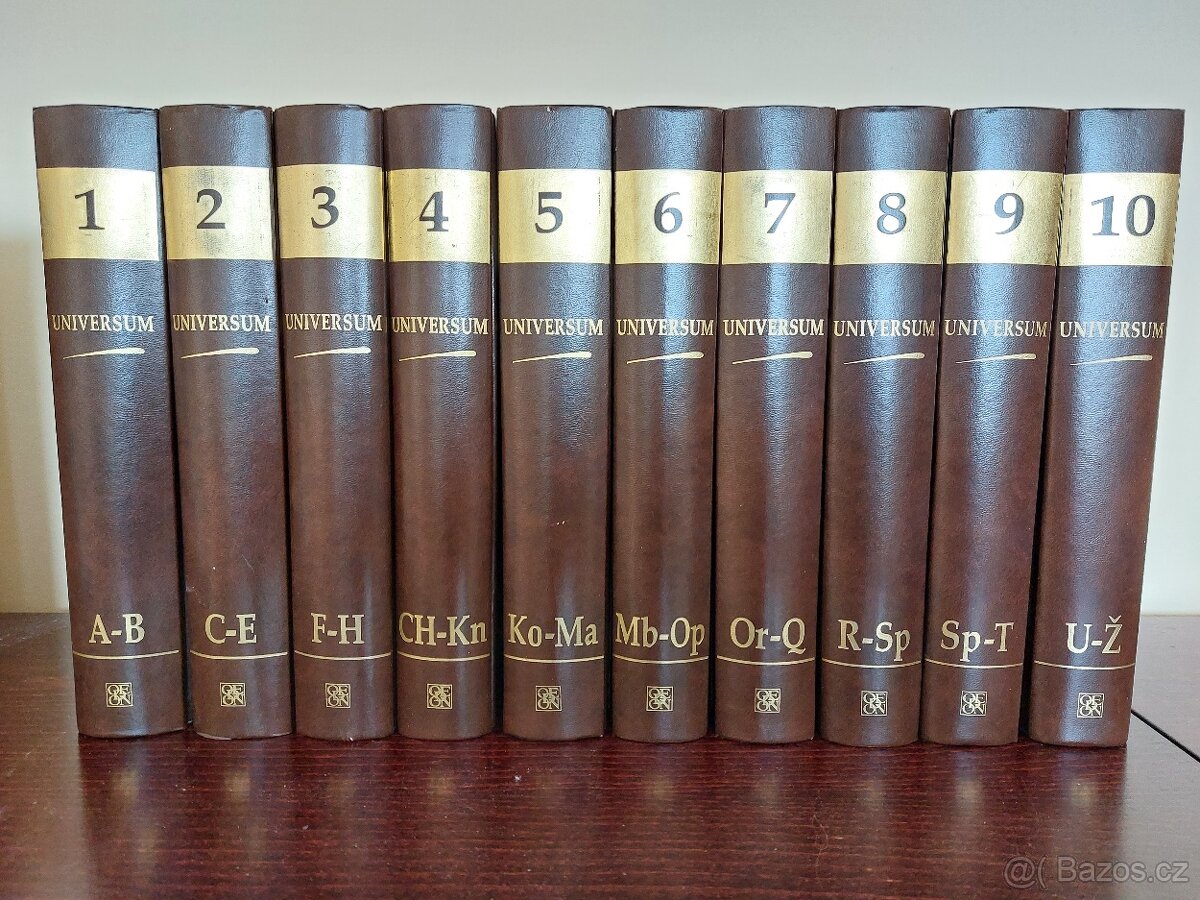 1
UNIVERSUM
A-B
2
UNIVERSUM
C-E
3
UNIVERSUM
F-H
4
UNIVERSUM
CH-Kn
5
UNIVERSUM
Ko-Ma
6
UNIVERSUM
Mb-Op
7
UNIVERSUM
Or-Q
8
UNIVERSUM
R-Sp
9
UNIVERSUM
Sp-T
10
UNIVERSUM
U-Ž
@( Bazos.cz